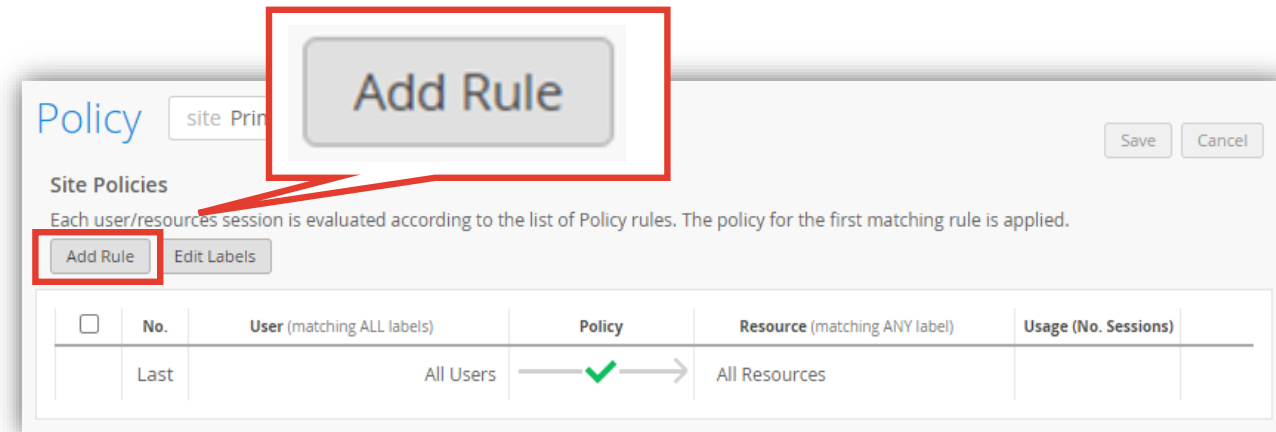 Add Rule
Policy
site Prim
Save
Cancel
Site Policies
Each user/resources session is evaluated according to the list of Policy rules. The policy for the first matching rule is applied.
Add Rule
Edit Labels
No.
User (matching ALL labels)
Policy
Resource (matching ANY label)
Usage (No. Sessions)
Last
All Users
All Resources